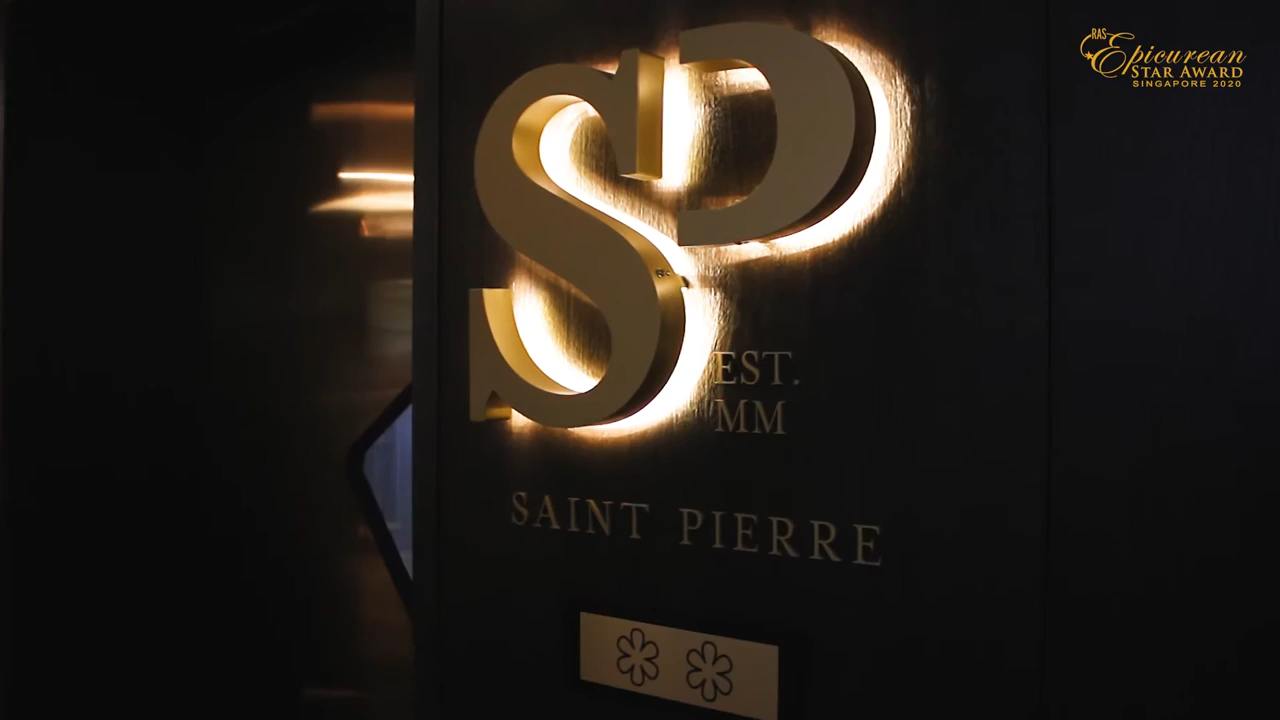 RAS
Epicurean
STAR AWARD
SINGAPORE 2020
SP
EST.
MM
SAINT PIERRE